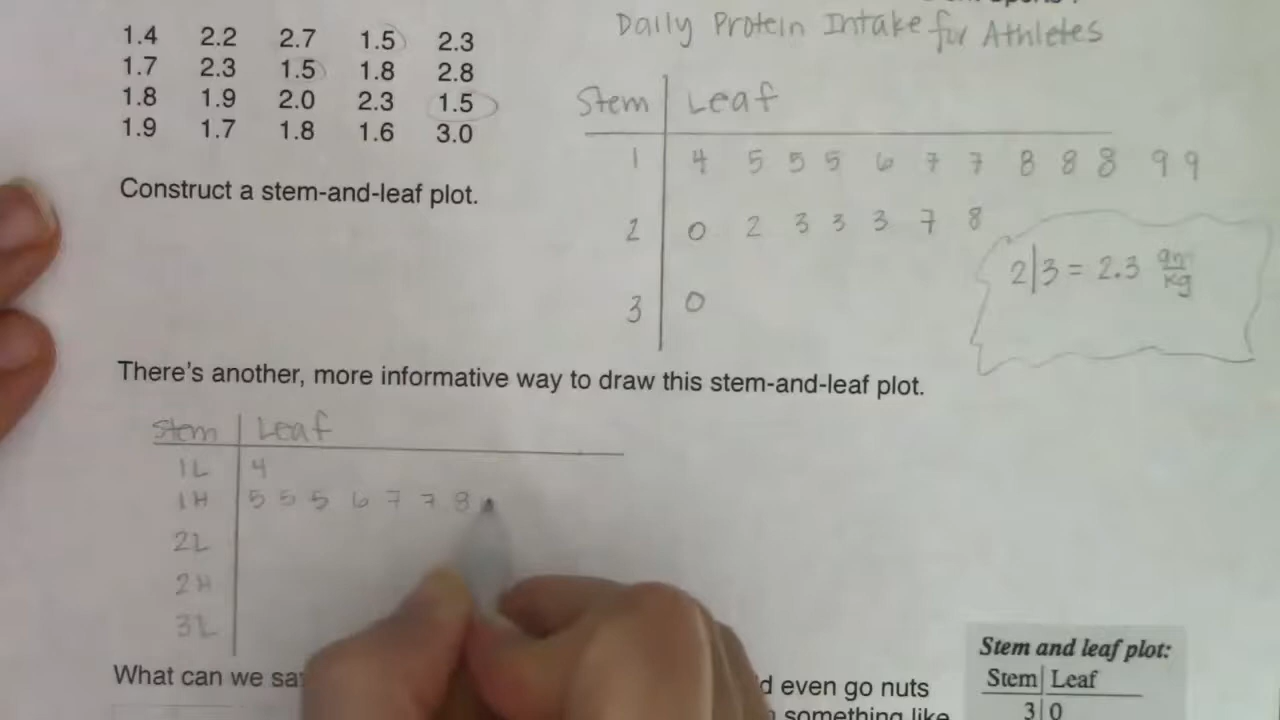 Daily Protein Intake for Athletes
1.4 2.2 2.7 1.5 2.3
1.7 2.3 1.5 1.8 2.8
1.8 1.9 2.0 2.3 1.5
1.9 1.7 1.8 1.6 3.0
Construct a stem-and-leaf plot.
Stem Leaf
1 4 5 5 5 6 7 7 8 8 8 9 9
2 0 2 3 3 3 7 8
3 0
2|3 = 2.3 gm/kg
There's another, more informative way to draw this stem-and-leaf plot.
Stem Leaf
1L 4
1H 5 5 5 6 7 7 8
2L
2H
3L
What can we
even go nuts
something like
Stem and leaf plot:
Stem Leaf
3 0